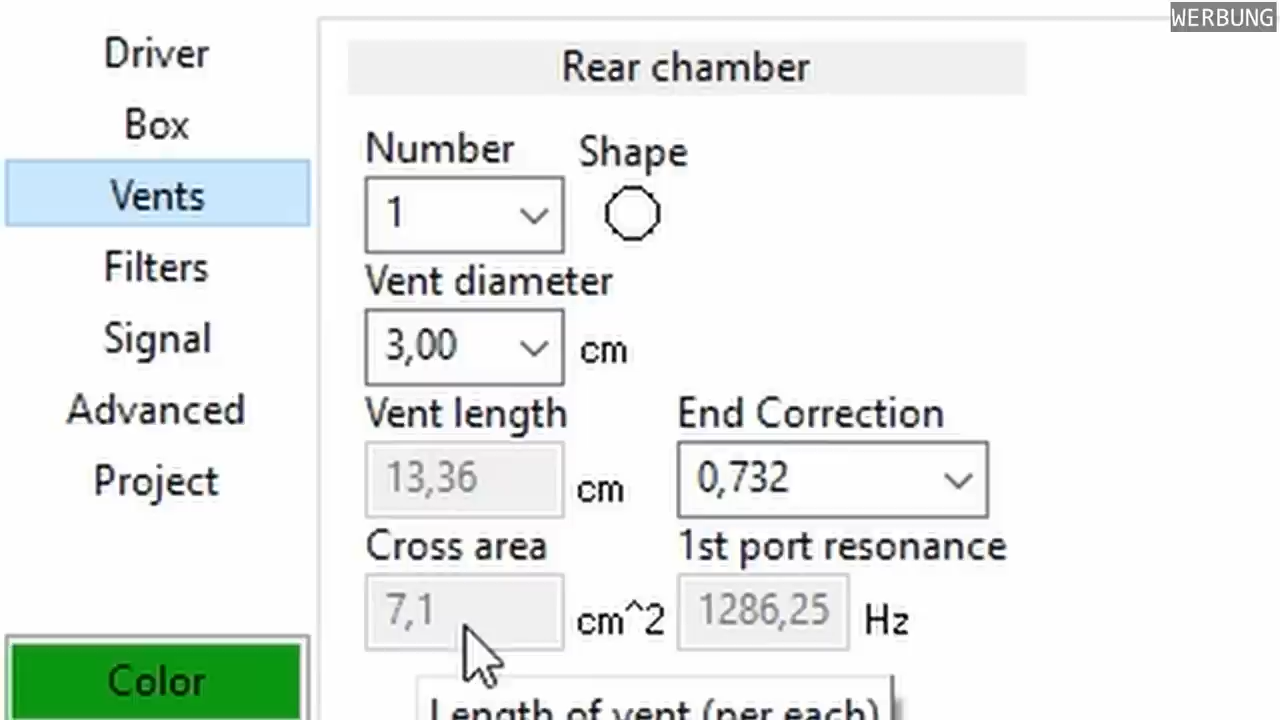 WERBUNG
Driver
Box
Vents
Filters
Signal
Advanced
Project
Color
Rear chamber
Number Shape
1
Vent diameter
3,00 cm
Vent length End Correction
13,36 cm 0,732
Cross area 1st port resonance
7,1 cm^2 1286,25 Hz
Length of vent (per each)